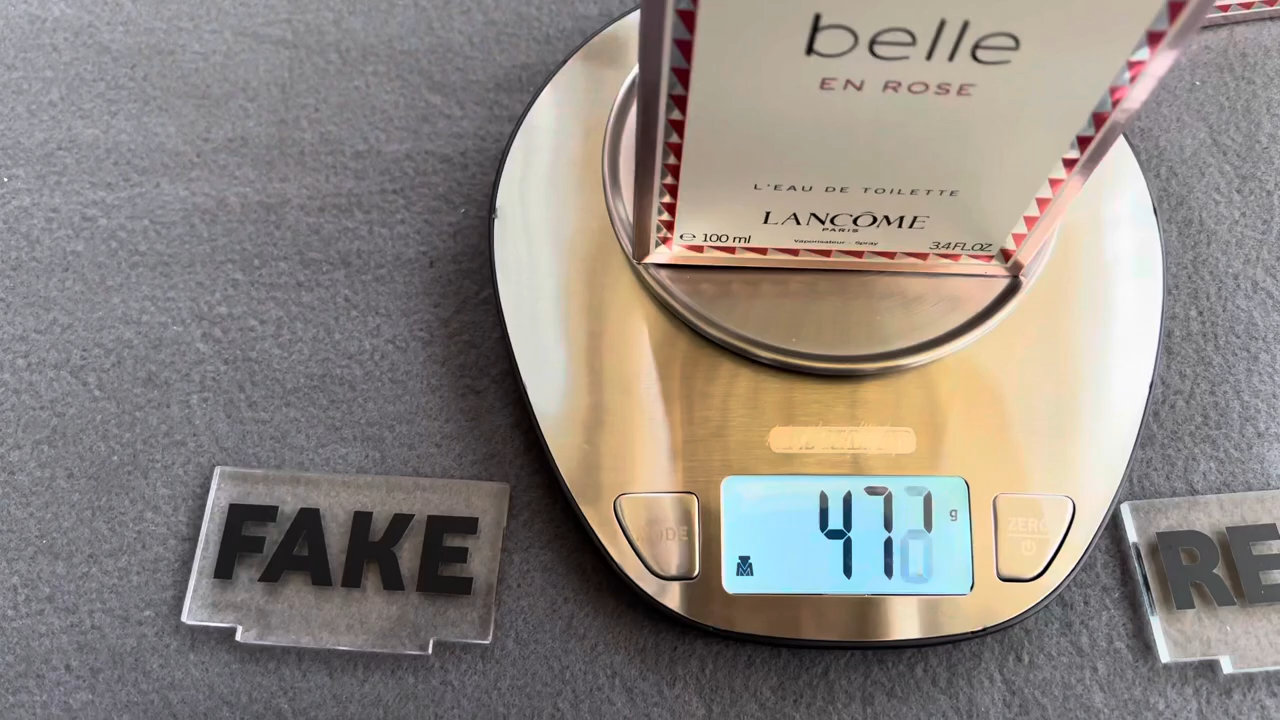 belle
EN ROSE
L'EAU DE TOILETTE
LANCÔME
PARIS
e 100 ml Vaporisateur - Spray 3.4 FL.OZ
g
MODE
ZERO
FAKE
RE